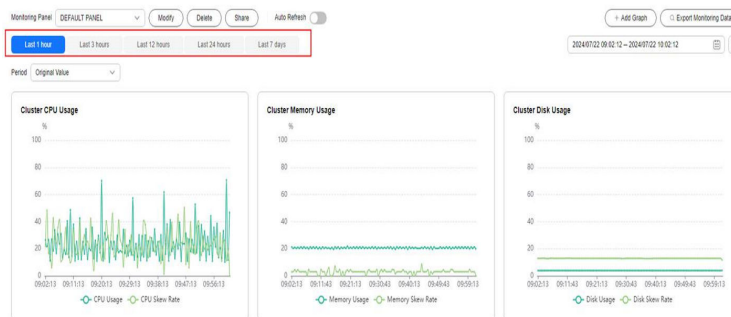 Monitoring Panel DEFAULT PANEL Modify Delete Share Auto Refresh + Add Graph Export Monitoring Data
Last 1 hour Last 3 hours Last 12 hours Last 24 hours Last 7 days 2024/07/22 09:02:12 – 2024/07/22 10:02:12
Period Original Value
Cluster CPU Usage
%
100
80
60
40
20
0
09:02:13 09:11:13 09:20:13 09:29:13 09:38:13 09:47:13 09:56:13
CPU Usage CPU Skew Rate
Cluster Memory Usage
%
100
80
60
40
20
0
09:02:13 09:11:43 09:21:13 09:30:43 09:40:13 09:49:43 09:59:13
Memory Usage Memory Skew Rate
Cluster Disk Usage
%
100
80
60
40
20
0
09:02:13 09:11:43 09:21:13 09:30:43 09:40:13 09:49:43 09:59:13
Disk Usage Disk Skew Rate